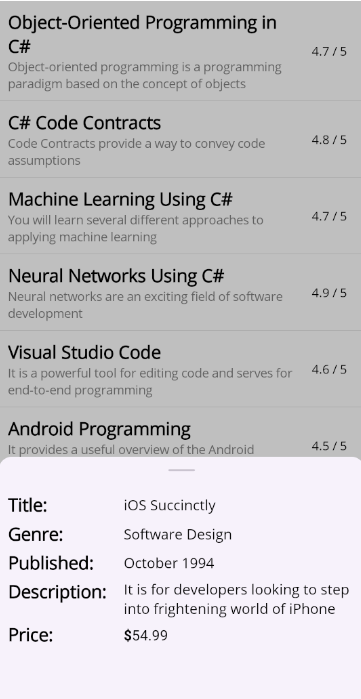 Object-Oriented Programming in
C#
4.7 / 5
Object-oriented programming is a programming
paradigm based on the concept of objects
C# Code Contracts
4.8 / 5
Code Contracts provide a way to convey code
assumptions
Machine Learning Using C#
4.7 / 5
You will learn several different approaches to
applying machine learning
Neural Networks Using C#
4.9 / 5
Neural networks are an exciting field of software
development
Visual Studio Code
4.6 / 5
It is a powerful tool for editing code and serves for
end-to-end programming
Android Programming
4.5 / 5
It provides a useful overview of the Android
Title: iOS Succinctly
Genre: Software Design
Published: October 1994
Description: It is for developers looking to step
into frightening world of iPhone
Price: $54.99